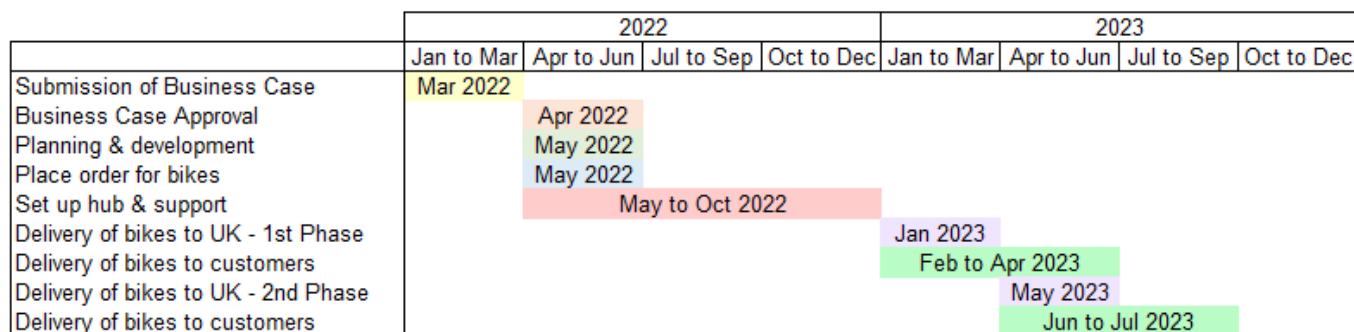 2022 2023
Jan to Mar Apr to Jun Jul to Sep Oct to Dec Jan to Mar Apr to Jun Jul to Sep Oct to Dec
Submission of Business Case Mar 2022
Business Case Approval Apr 2022
Planning & development May 2022
Place order for bikes May 2022
Set up hub & support May to Oct 2022
Delivery of bikes to UK - 1st Phase Jan 2023
Delivery of bikes to customers Feb to Apr 2023
Delivery of bikes to UK - 2nd Phase May 2023
Delivery of bikes to customers Jun to Jul 2023